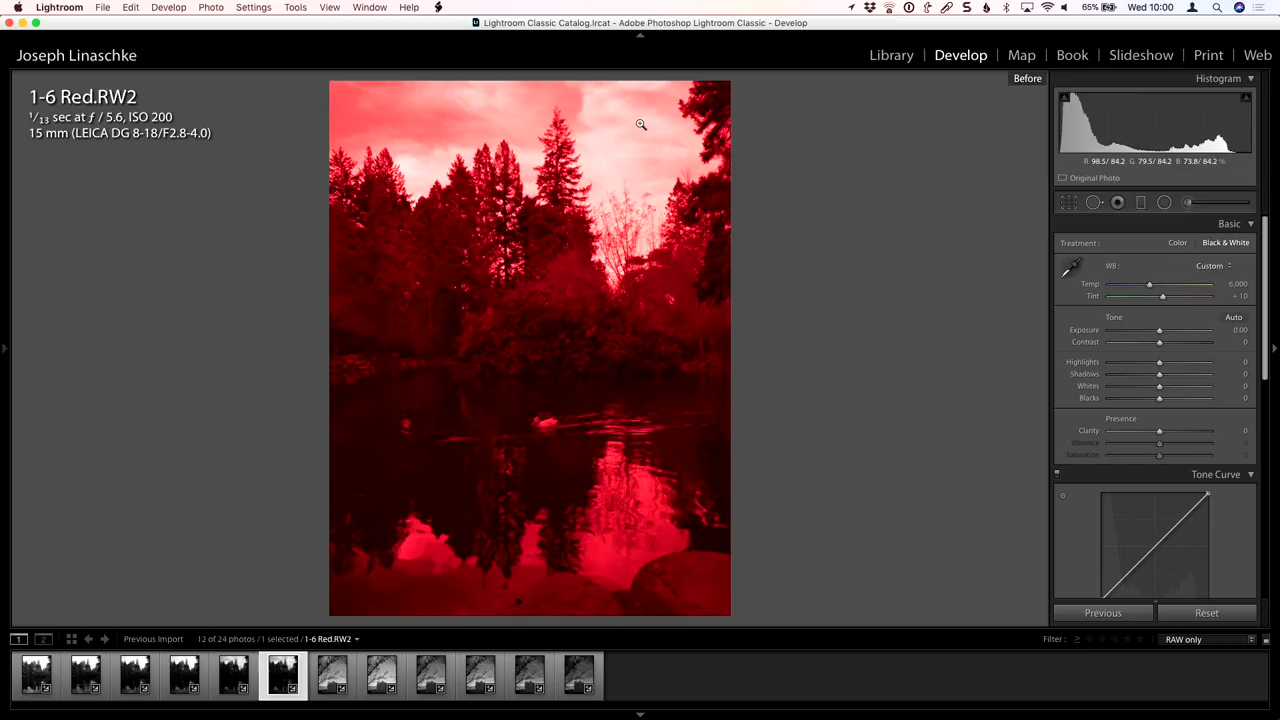 Lightroom File Edit Develop Photo Settings Tools View Window Help 65% Wed 10:00
Lightroom Classic Catalog.lrcat - Adobe Photoshop Lightroom Classic - Develop
Joseph Linaschke Library | Develop | Map | Book | Slideshow | Print | Web
Before Histogram
1-6 Red.RW2
1/13 sec at ƒ / 5.6, ISO 200
15 mm (LEICA DG 8-18/F2.8-4.0)
R 98.5/ 84.2 G 79.5/ 84.2 B 73.8/ 84.2 %
Original Photo
Basic
Treatment : Color Black & White
WB : Custom
Temp 6,000
Tint + 10
Tone Auto
Exposure 0.00
Contrast 0
Highlights 0
Shadows 0
Whites 0
Blacks 0
Presence
Clarity 0
Vibrance
Saturation
Tone Curve
Previous Reset
1 2 Previous Import 12 of 24 photos / 1 selected / 1-6 Red.RW2 Filter : RAW only